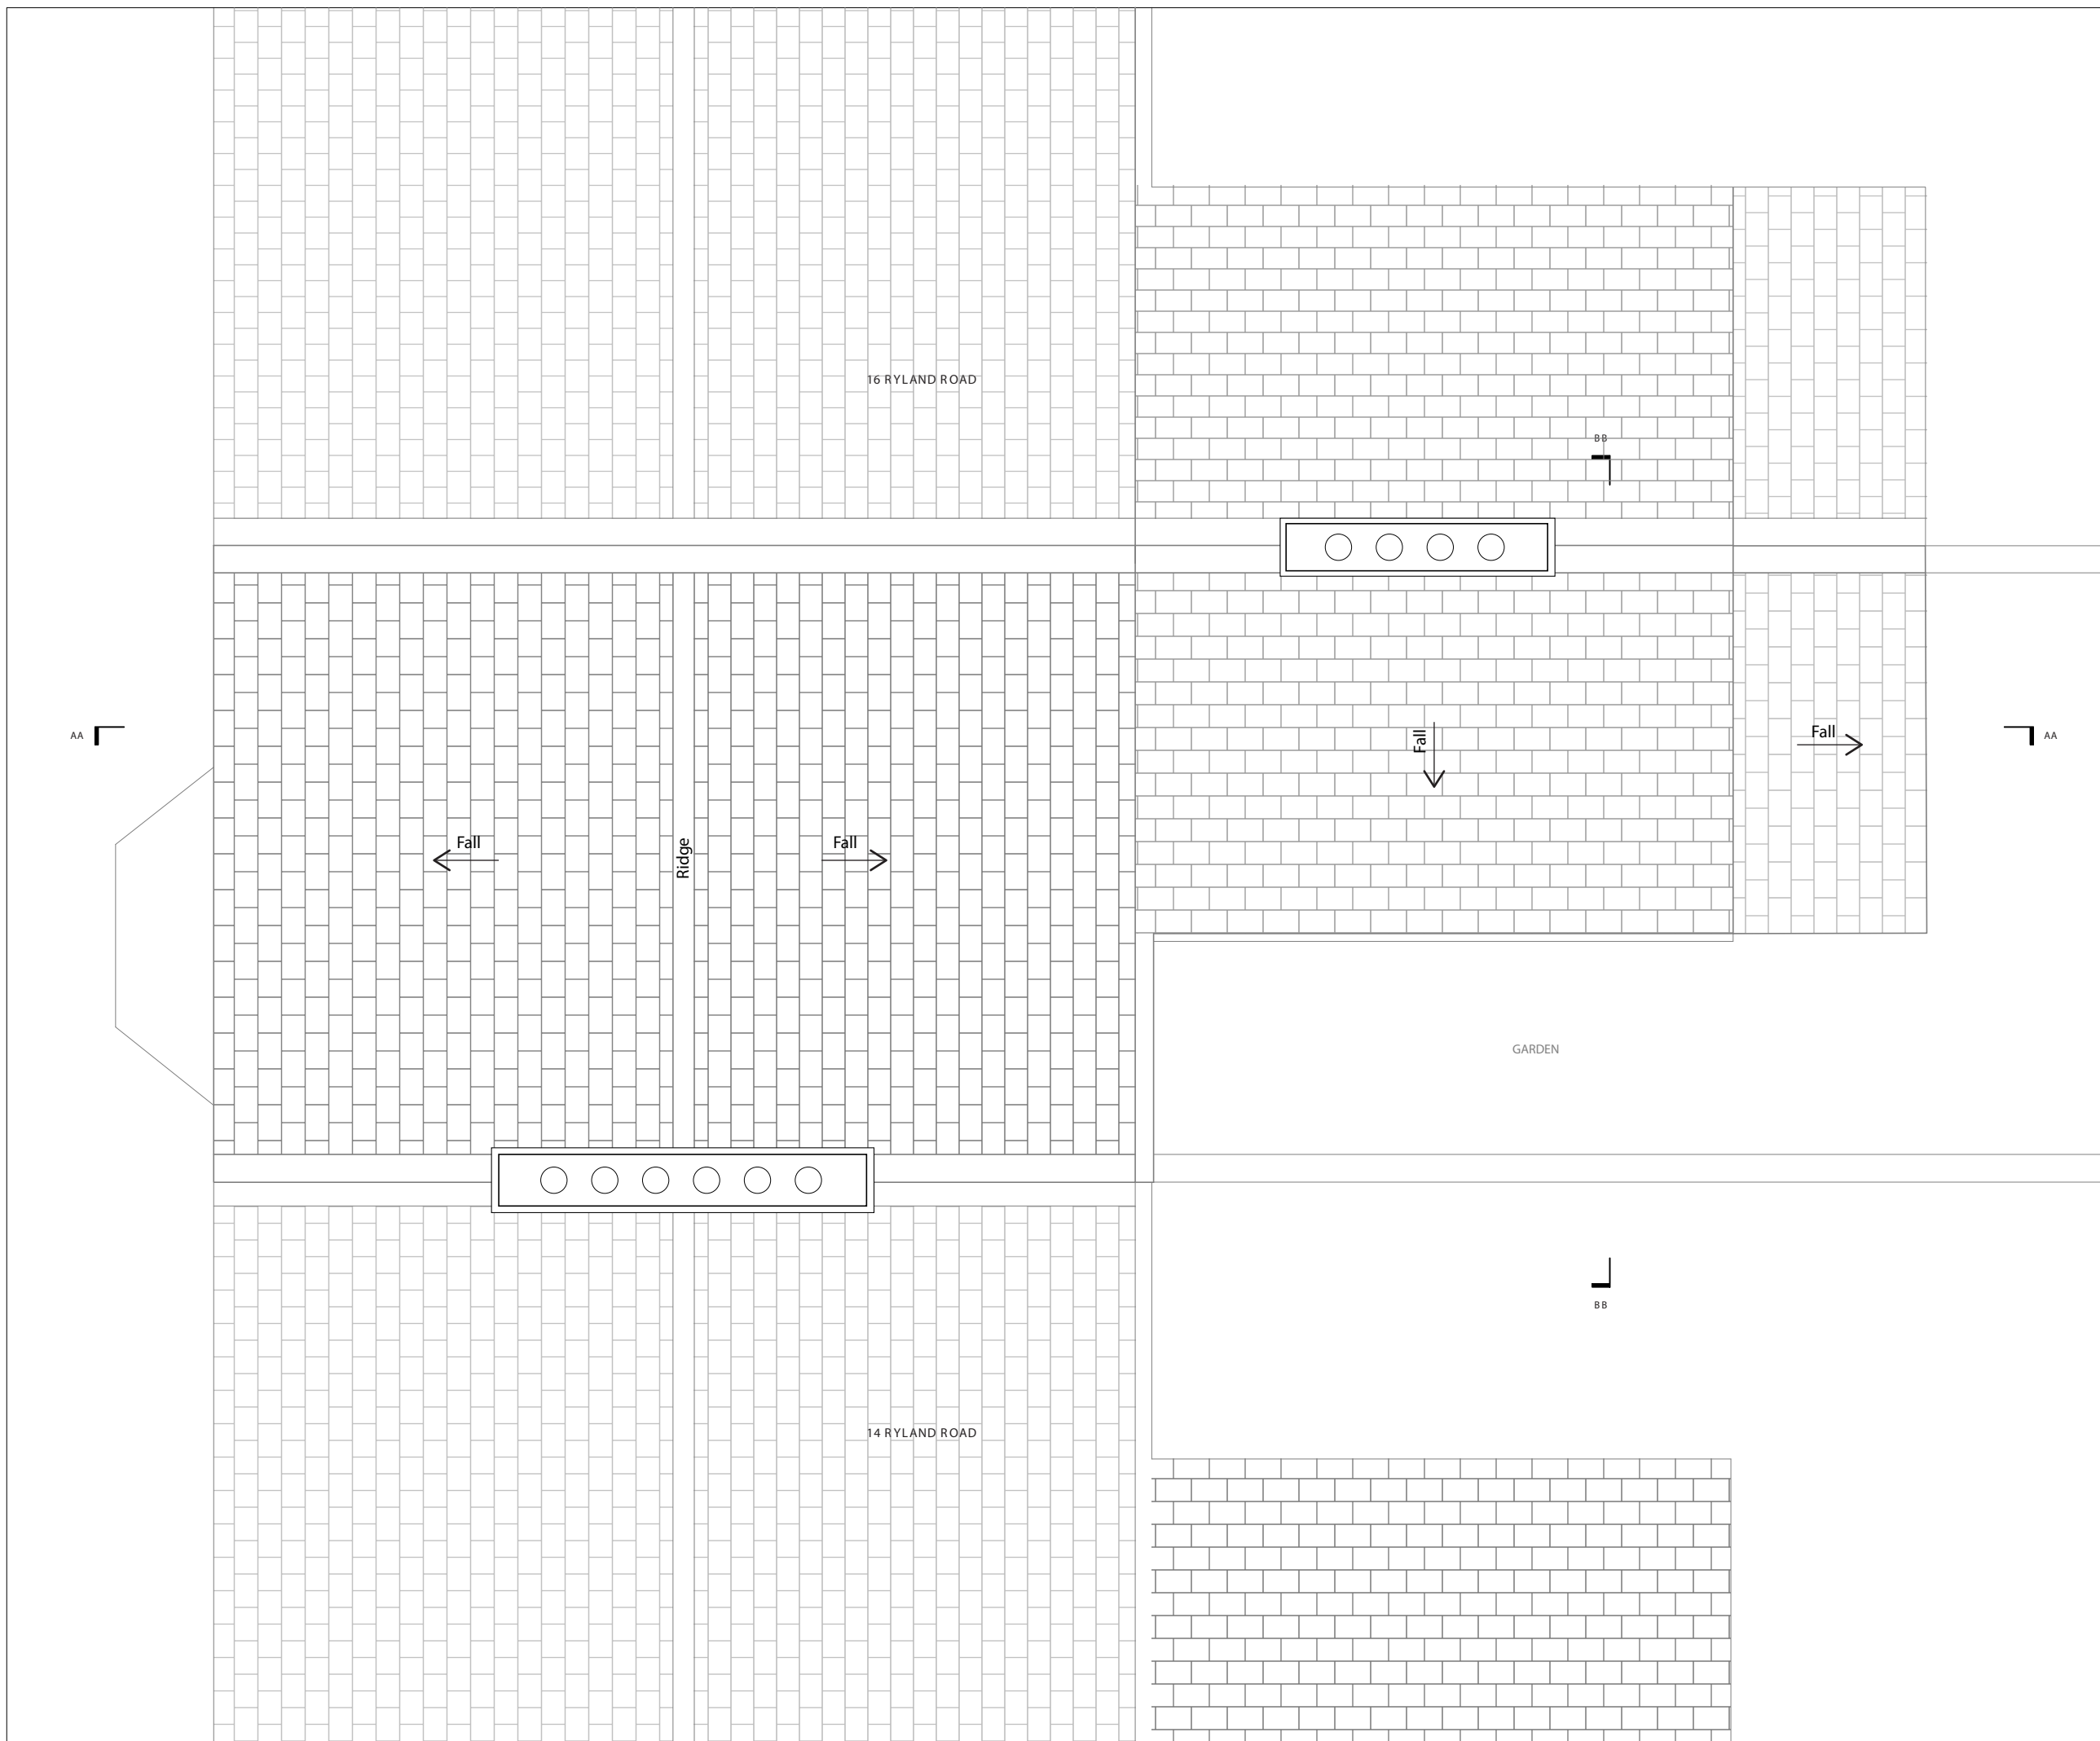 16 RYLAND ROAD
BB
AA
Fall
Fall
AA
Fall
Ridge
Fall
GARDEN
BB
14 RYLAND ROAD